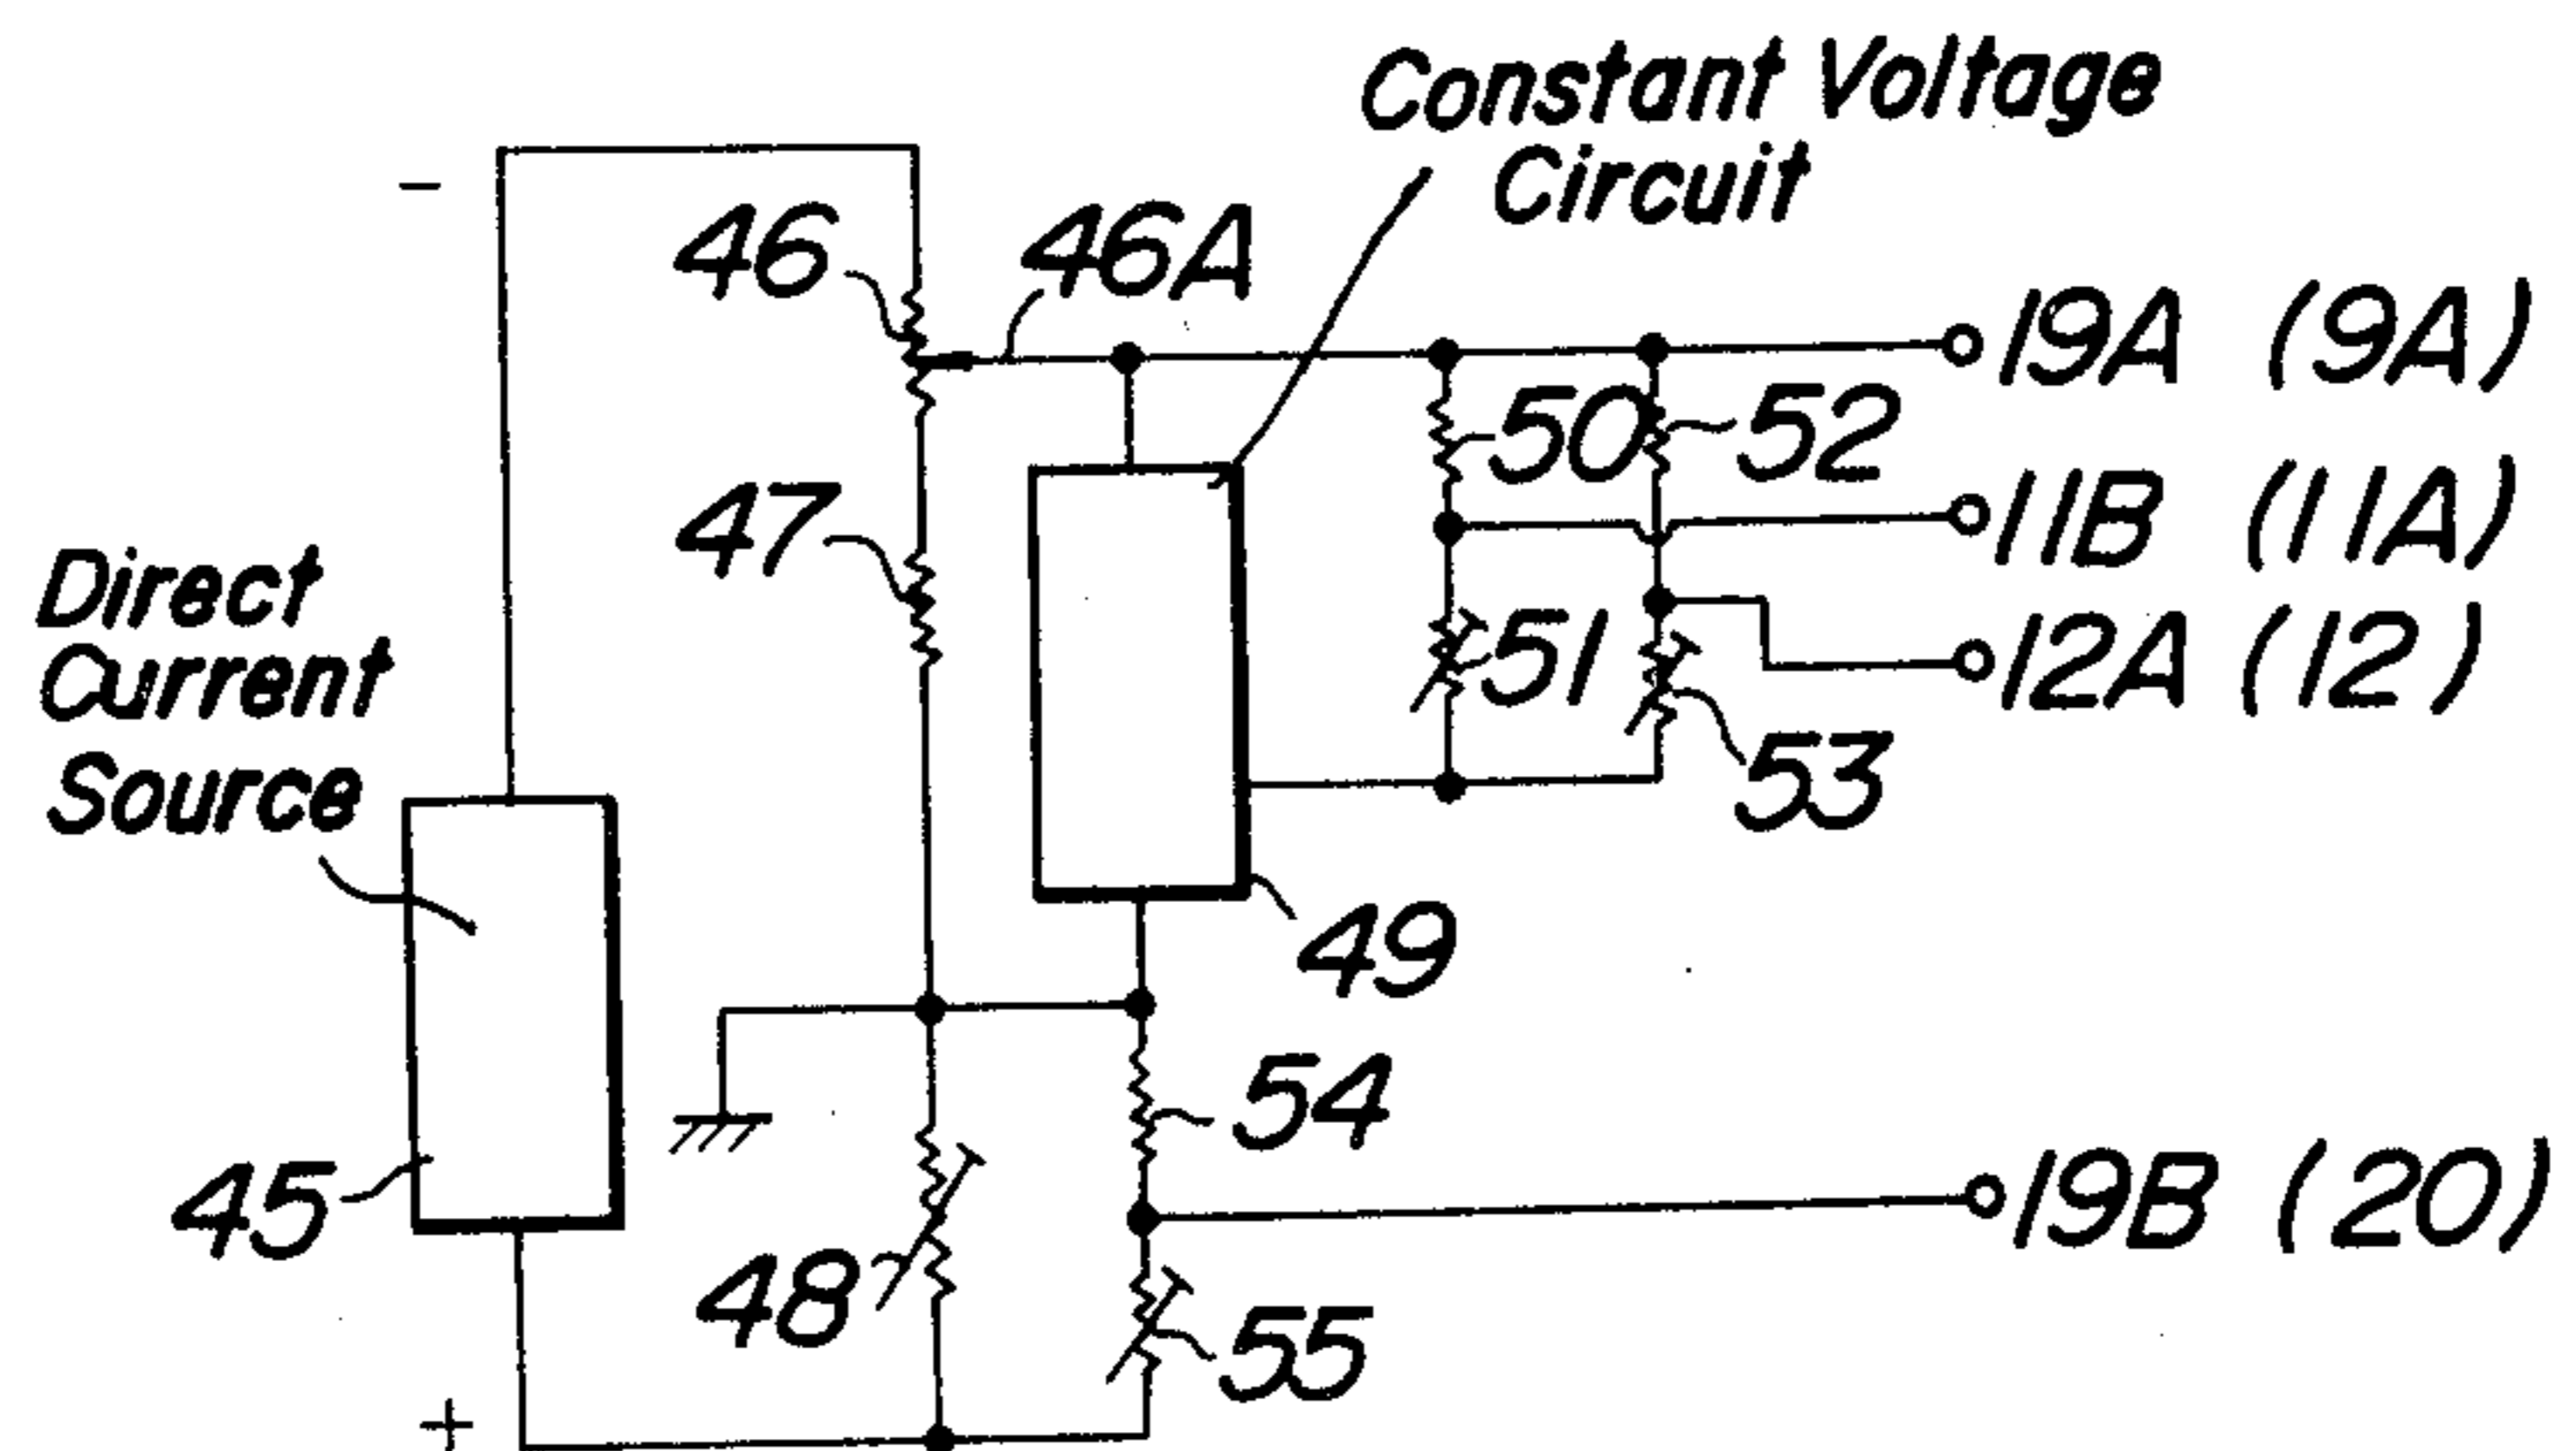 Constant Voltage
Circuit
−
46
46A
19A (9A)
50
52
11B (11A)
47
Direct
Current
Source
51
12A (12)
53
49
54
45
19B (20)
48
55
+